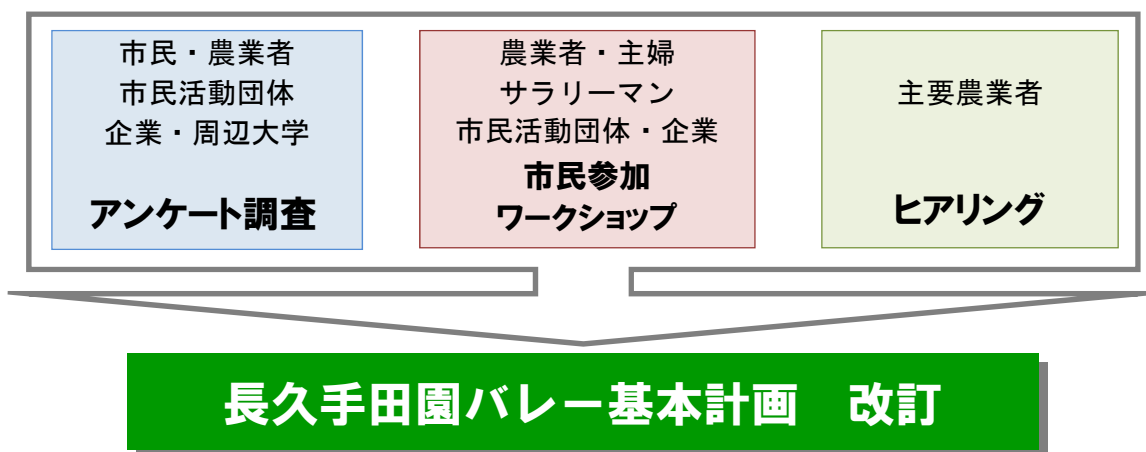 市民・農業者
市民活動団体
企業・周辺大学
アンケート調査
農業者・主婦
サラリーマン
市民活動団体・企業
市民参加
ワークショップ
主要農業者
ヒアリング
長久手田園バレー基本計画　改訂